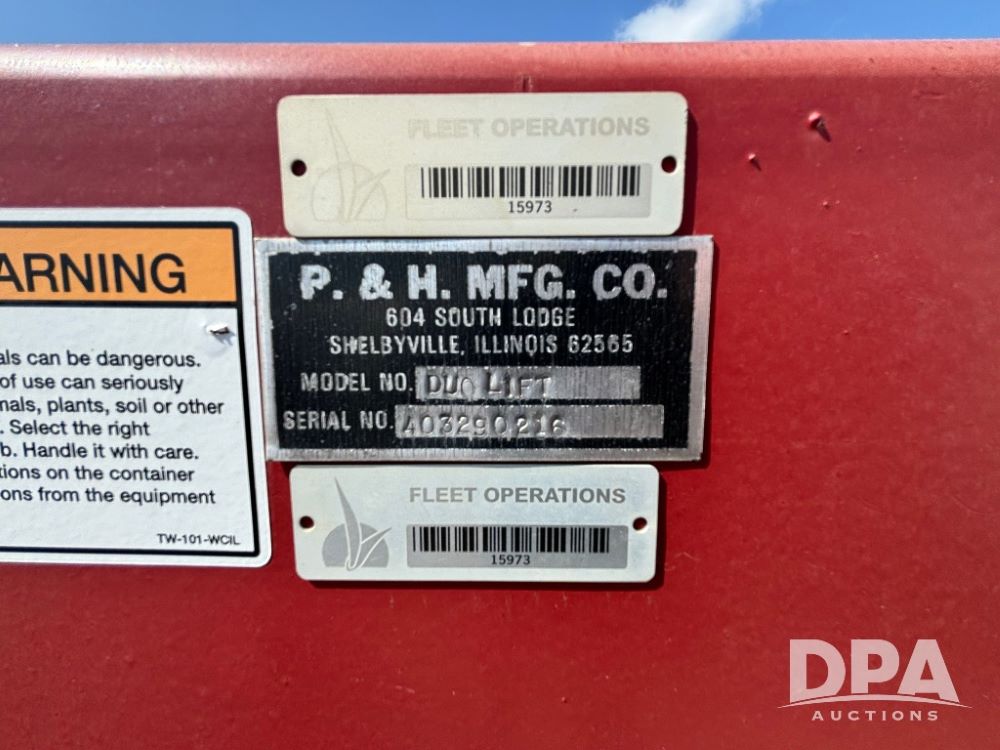 FLEET OPERATIONS
15973
ARNING
als can be dangerous.
of use can seriously
mals, plants, soil or other
. Select the right
b. Handle it with care.
tions on the container
ons from the equipment
TW-101-WCIL
P. & H. MFG. CO.
604 SOUTH LODGE
SHELBYVILLE, ILLINOIS 62565
MODEL NO. DUO LIFT
SERIAL NO. A03290216
FLEET OPERATIONS
15973
DPA
AUCTIONS